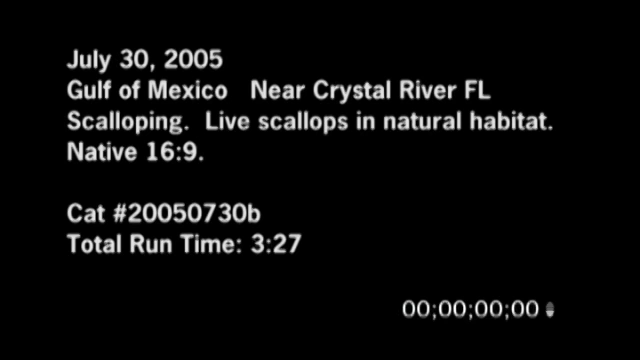 July 30, 2005
Gulf of Mexico   Near Crystal River FL
Scalloping.  Live scallops in natural habitat.
Native 16:9.
Cat #20050730b
Total Run Time: 3:27
00;00;00;00